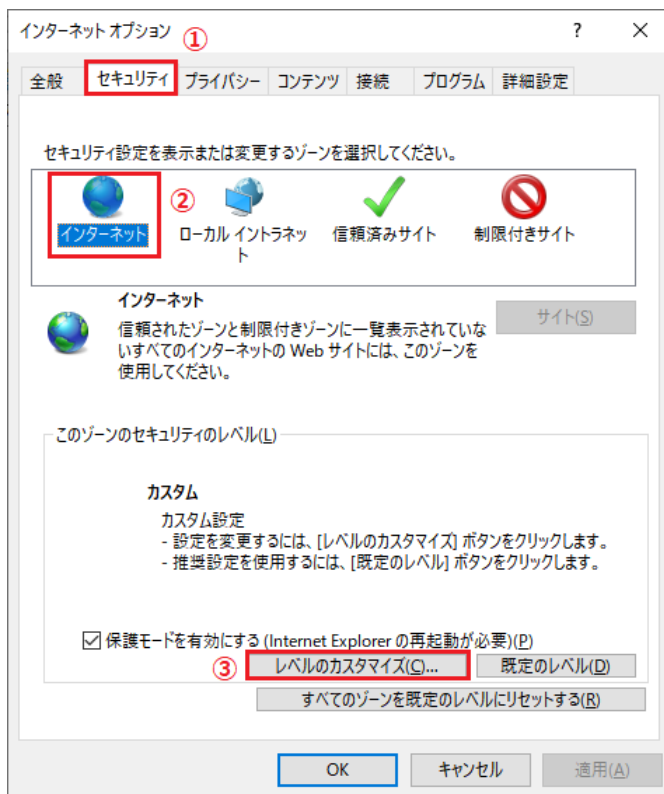 インターネット オプション ① ? ×
全般 セキュリティ プライバシー コンテンツ 接続 プログラム 詳細設定
セキュリティ設定を表示または変更するゾーンを選択してください。
②
インターネット
ローカル イントラネッ
ト
信頼済みサイト
制限付きサイト
インターネット
サイト(S)
信頼されたゾーンと制限付きゾーンに一覧表示されていな
いすべてのインターネットの Web サイトには、このゾーンを
使用してください。
このゾーンのセキュリティのレベル(L)
カスタム
カスタム設定
- 設定を変更するには、[レベルのカスタマイズ] ボタンをクリックします。
- 推奨設定を使用するには、[既定のレベル] ボタンをクリックします。
保護モードを有効にする (Internet Explorer の再起動が必要)(P)
③ レベルのカスタマイズ(C)... 既定のレベル(D)
すべてのゾーンを既定のレベルにリセットする(R)
OK キャンセル 適用(A)